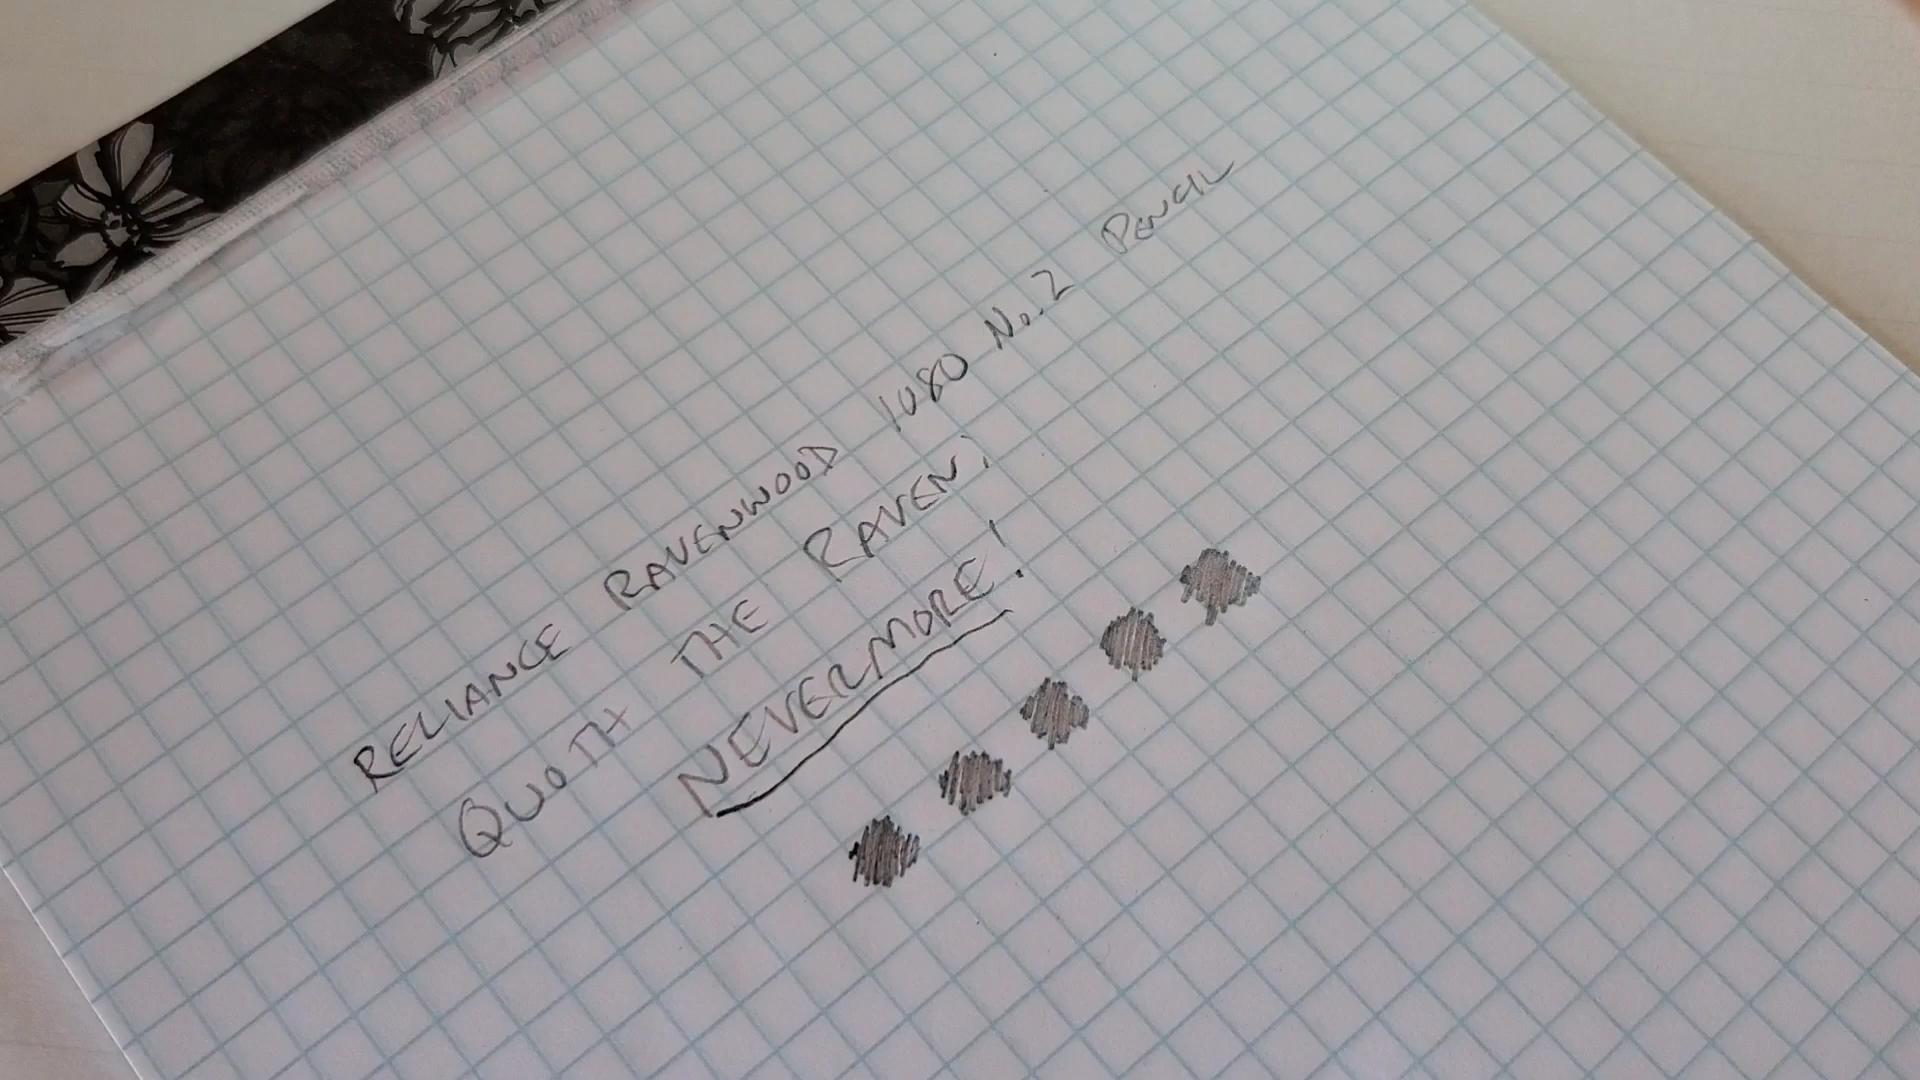 RELIANCE RAVENWOOD 1080 No. 2 PENCIL
QUOTH THE RAVEN,
NEVERMORE!